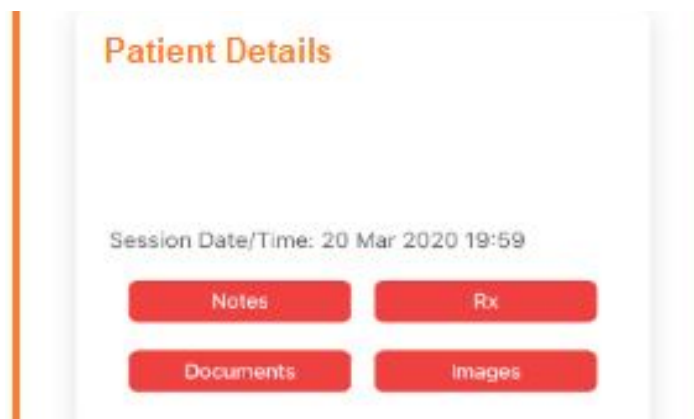 Patient Details
Session Date/Time: 20 Mar 2020 19:59
Notes Rx
Documents Images